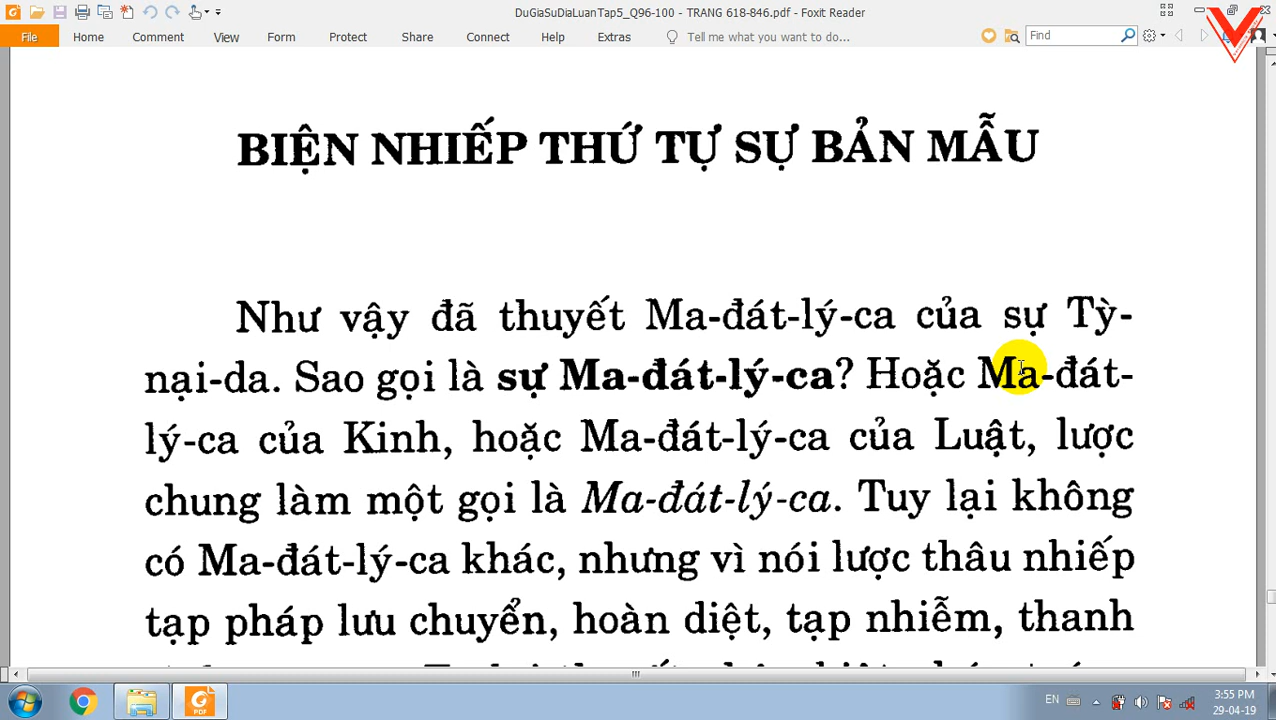 DuGiaSuDiaLuanTap5_Q96-100 - TRANG 618-846.pdf - Foxit Reader
File Home Comment View Form Protect Share Connect Help Extras Tell me what you want to do... Find
BIỆN NHIẾP THỨ TỰ SỰ BẢN MẪU
Như vậy đã thuyết Ma-đát-lý-ca của sự Tỳ-
nại-da. Sao gọi là sự Ma-đát-lý-ca? Hoặc Ma-đát-
lý-ca của Kinh, hoặc Ma-đát-lý-ca của Luật, lược
chung làm một gọi là Ma-đát-lý-ca. Tuy lại không
có Ma-đát-lý-ca khác, nhưng vì nói lược thâu nhiếp
tạp pháp lưu chuyển, hoàn diệt, tạp nhiễm, thanh
PDF
EN
3:55 PM
29-04-19